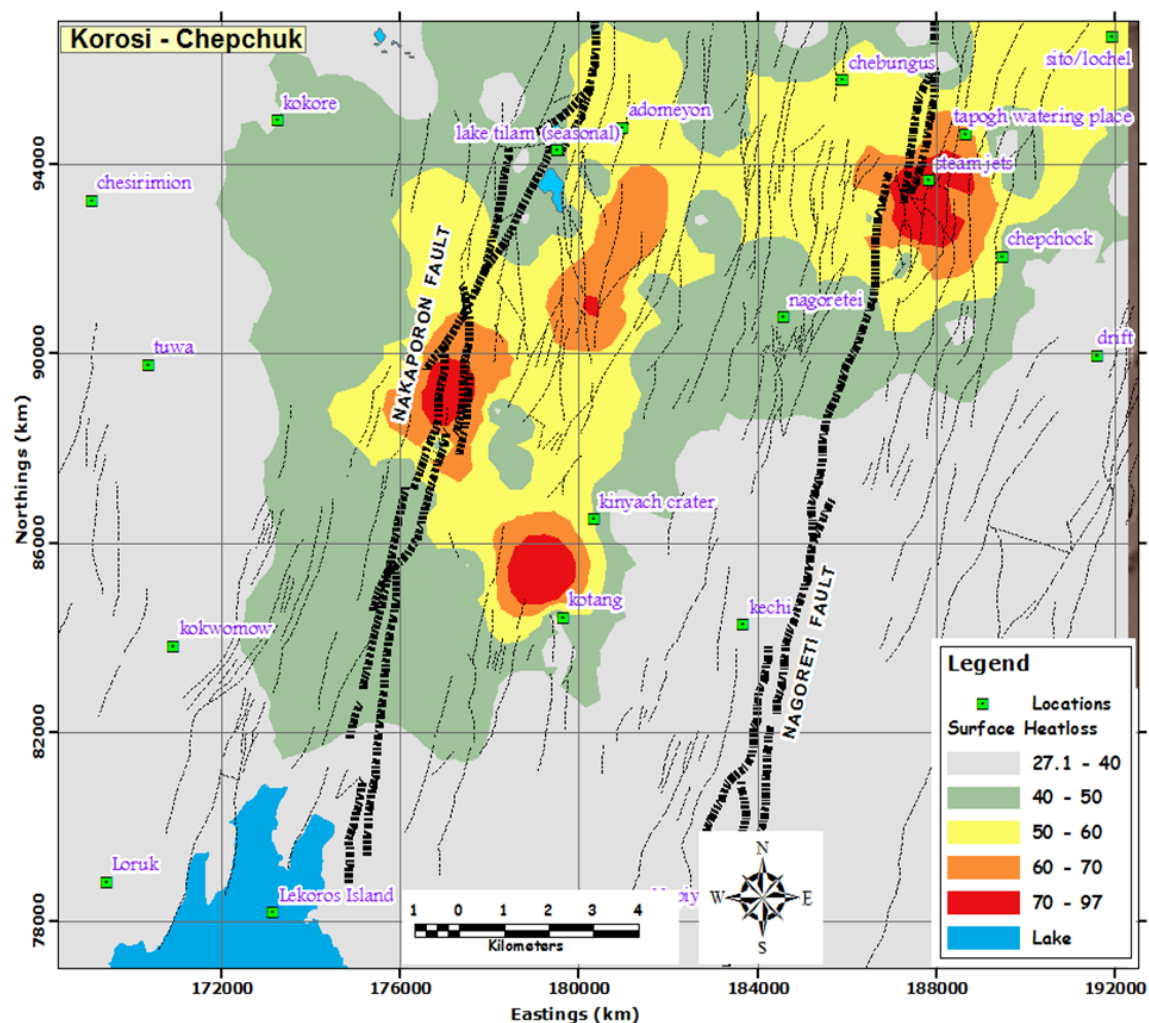 Korosi - Chepchuk
chebungus
sito/lochel
kokore
adomeyon
tapogh watering place
lake tilam (seasonal)
steam jets
chesirimion
chepchock
NAKAPORON FAULT
nagoretei
drift
tuwa
kinyach crater
kotang
kechi
kokwomow
NAGORETI FAULT
Loruk
Lekoros Island
94000
90000
86000
82000
78000
Northings (km)
172000
176000
180000
184000
188000
192000
Eastings (km)
1 0 1 2 3 4
Kilometers
N
W E
S
Legend
Locations
Surface Heatloss
27.1 - 40
40 - 50
50 - 60
60 - 70
70 - 97
Lake